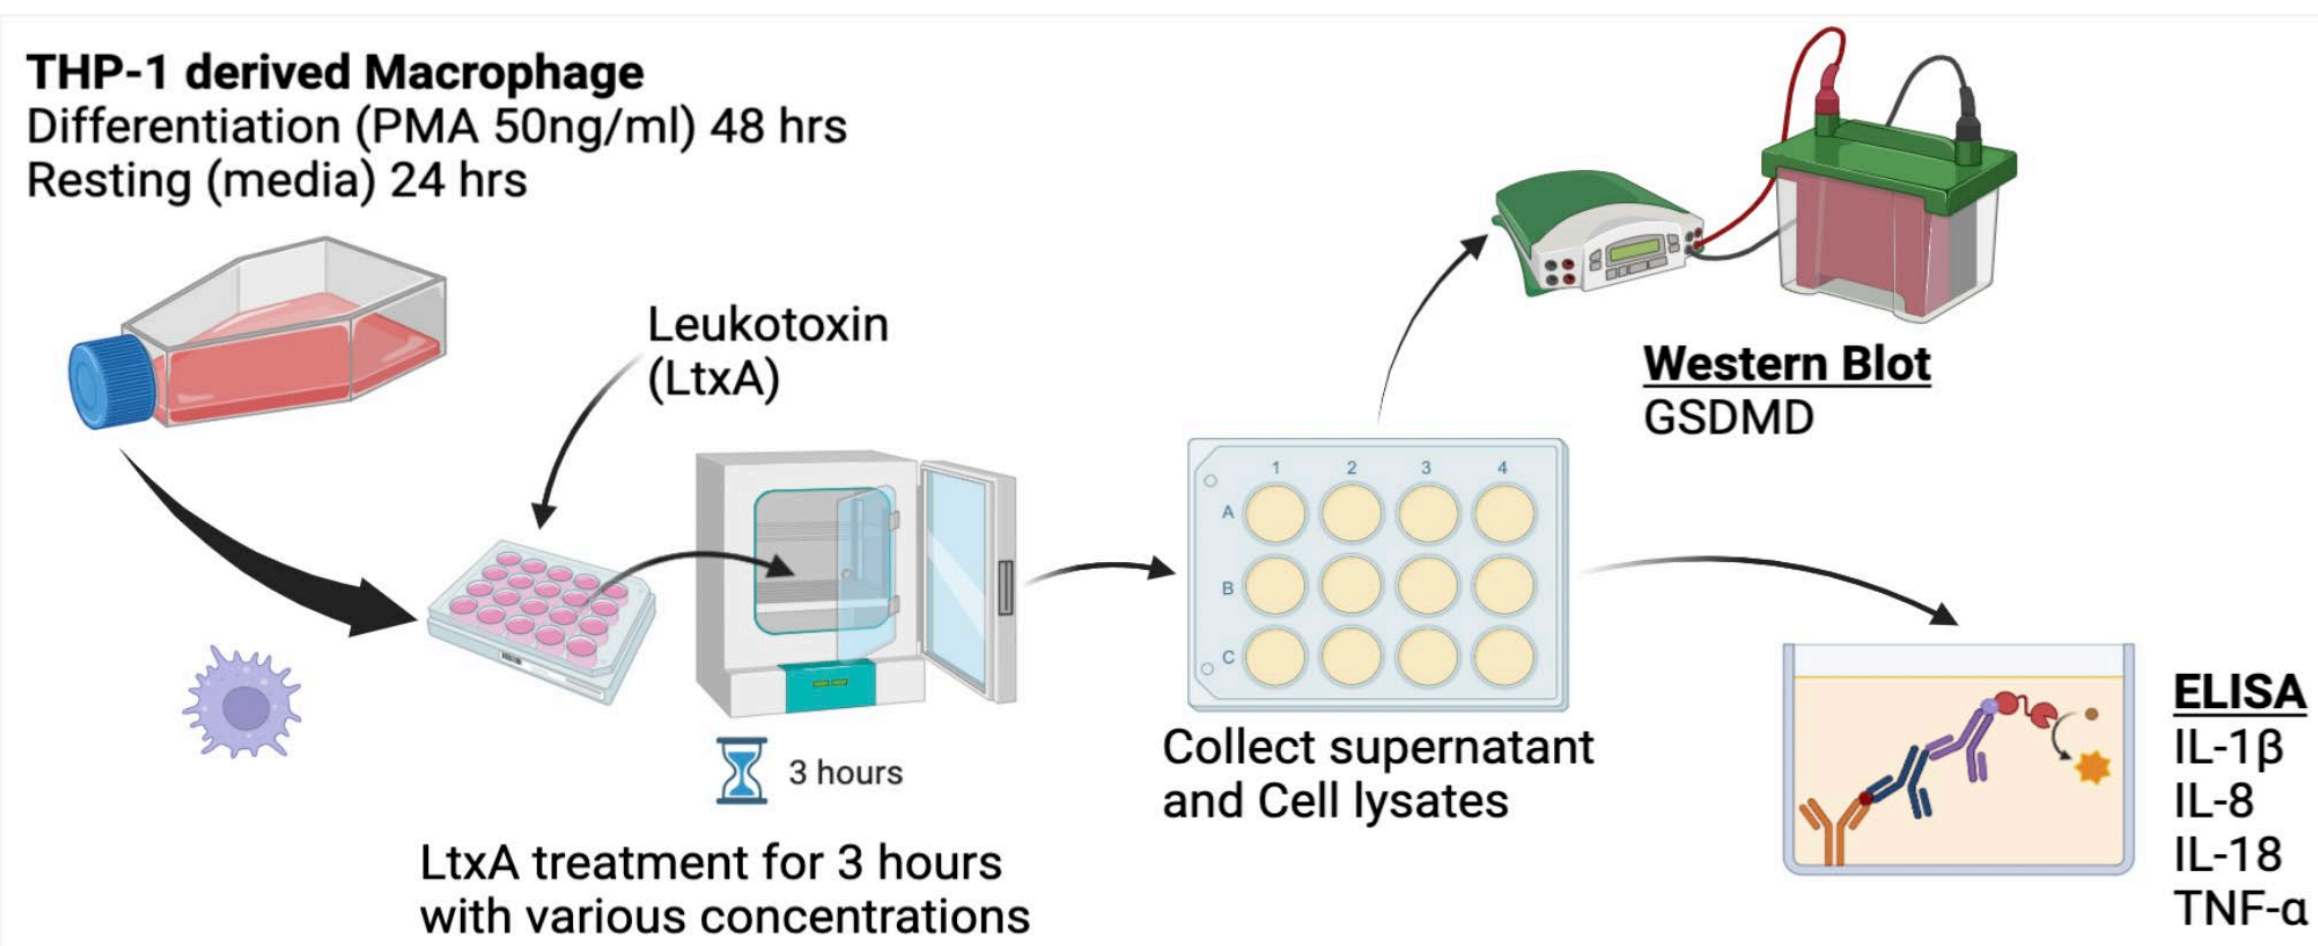 THP-1 derived Macrophage
Differentiation (PMA 50ng/ml) 48 hrs
Resting (media) 24 hrs
Leukotoxin
(LtxA)
3 hours
LtxA treatment for 3 hours
with various concentrations
1 2 3 4
A
B
C
Collect supernatant
and Cell lysates
Western Blot
GSDMD
ELISA
IL-1β
IL-8
IL-18
TNF-α